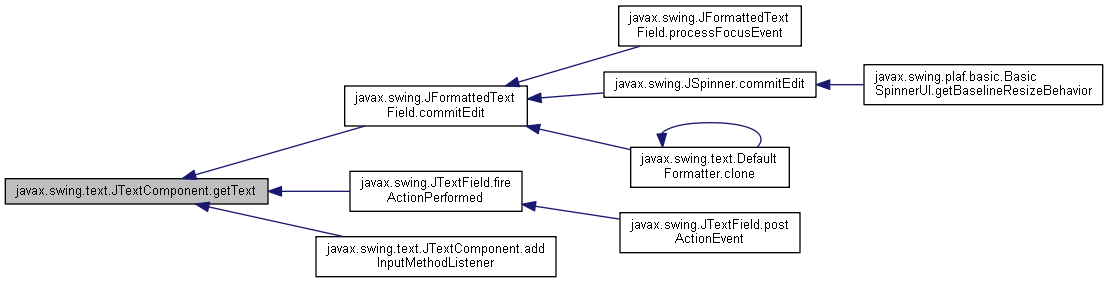 javax.swing.JFormattedText
Field.processFocusEvent
javax.swing.JSpinner.commitEdit
javax.swing.plaf.basic.Basic
SpinnerUI.getBaselineResizeBehavior
javax.swing.JFormattedText
Field.commitEdit
javax.swing.text.Default
Formatter.clone
javax.swing.text.JTextComponent.getText
javax.swing.JTextField.fire
ActionPerformed
javax.swing.JTextField.post
ActionEvent
javax.swing.text.JTextComponent.add
InputMethodListener